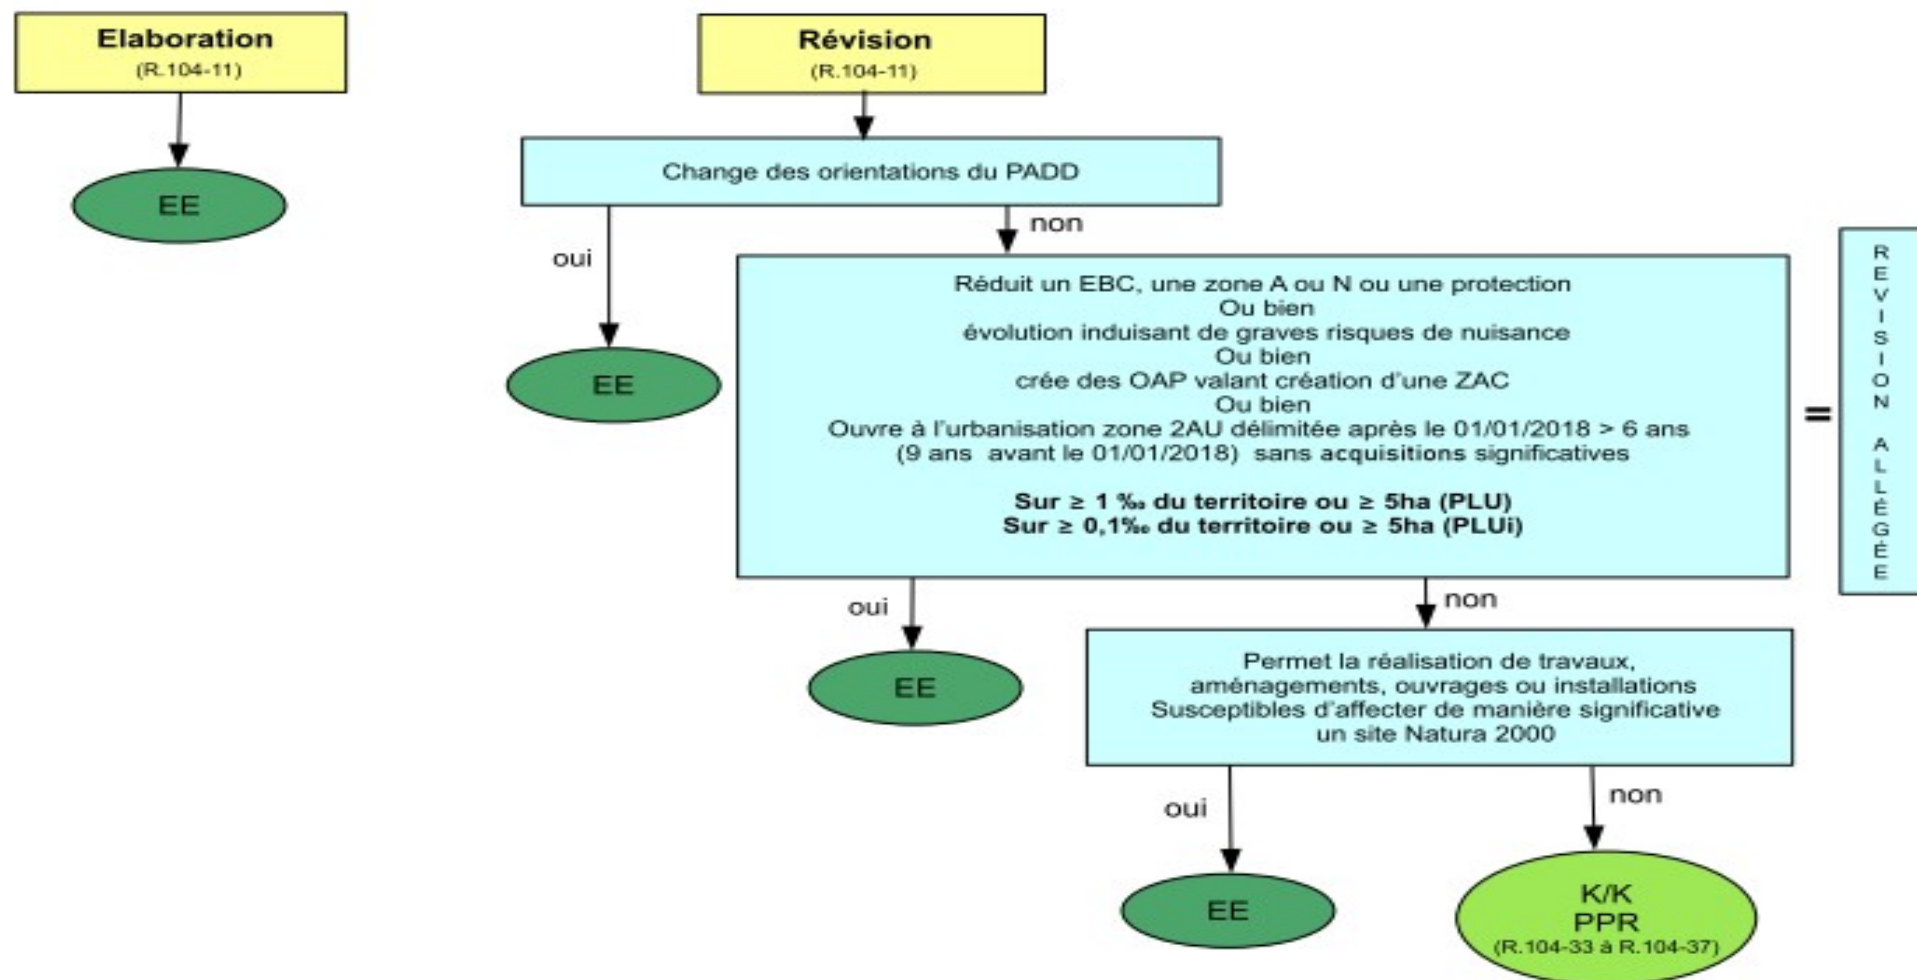 Elaboration
(R.104-11)
EE
Révision
(R.104-11)
Change des orientations du PADD
oui
non
EE
Réduit un EBC, une zone A ou N ou une protection
Ou bien
évolution induisant de graves risques de nuisance
Ou bien
crée des OAP valant création d'une ZAC
Ou bien
Ouvre à l'urbanisation zone 2AU délimitée après le 01/01/2018 > 6 ans
(9 ans avant le 01/01/2018) sans acquisitions significatives
Sur ≥ 1 ‰ du territoire ou ≥ 5ha (PLU)
Sur ≥ 0,1‰ du territoire ou ≥ 5ha (PLUi)
=
REVISION ALLÉGÉE
oui
non
EE
Permet la réalisation de travaux,
aménagements, ouvrages ou installations
Susceptibles d'affecter de manière significative
un site Natura 2000
oui
non
EE
K/K
PPR
(R.104-33 à R.104-37)